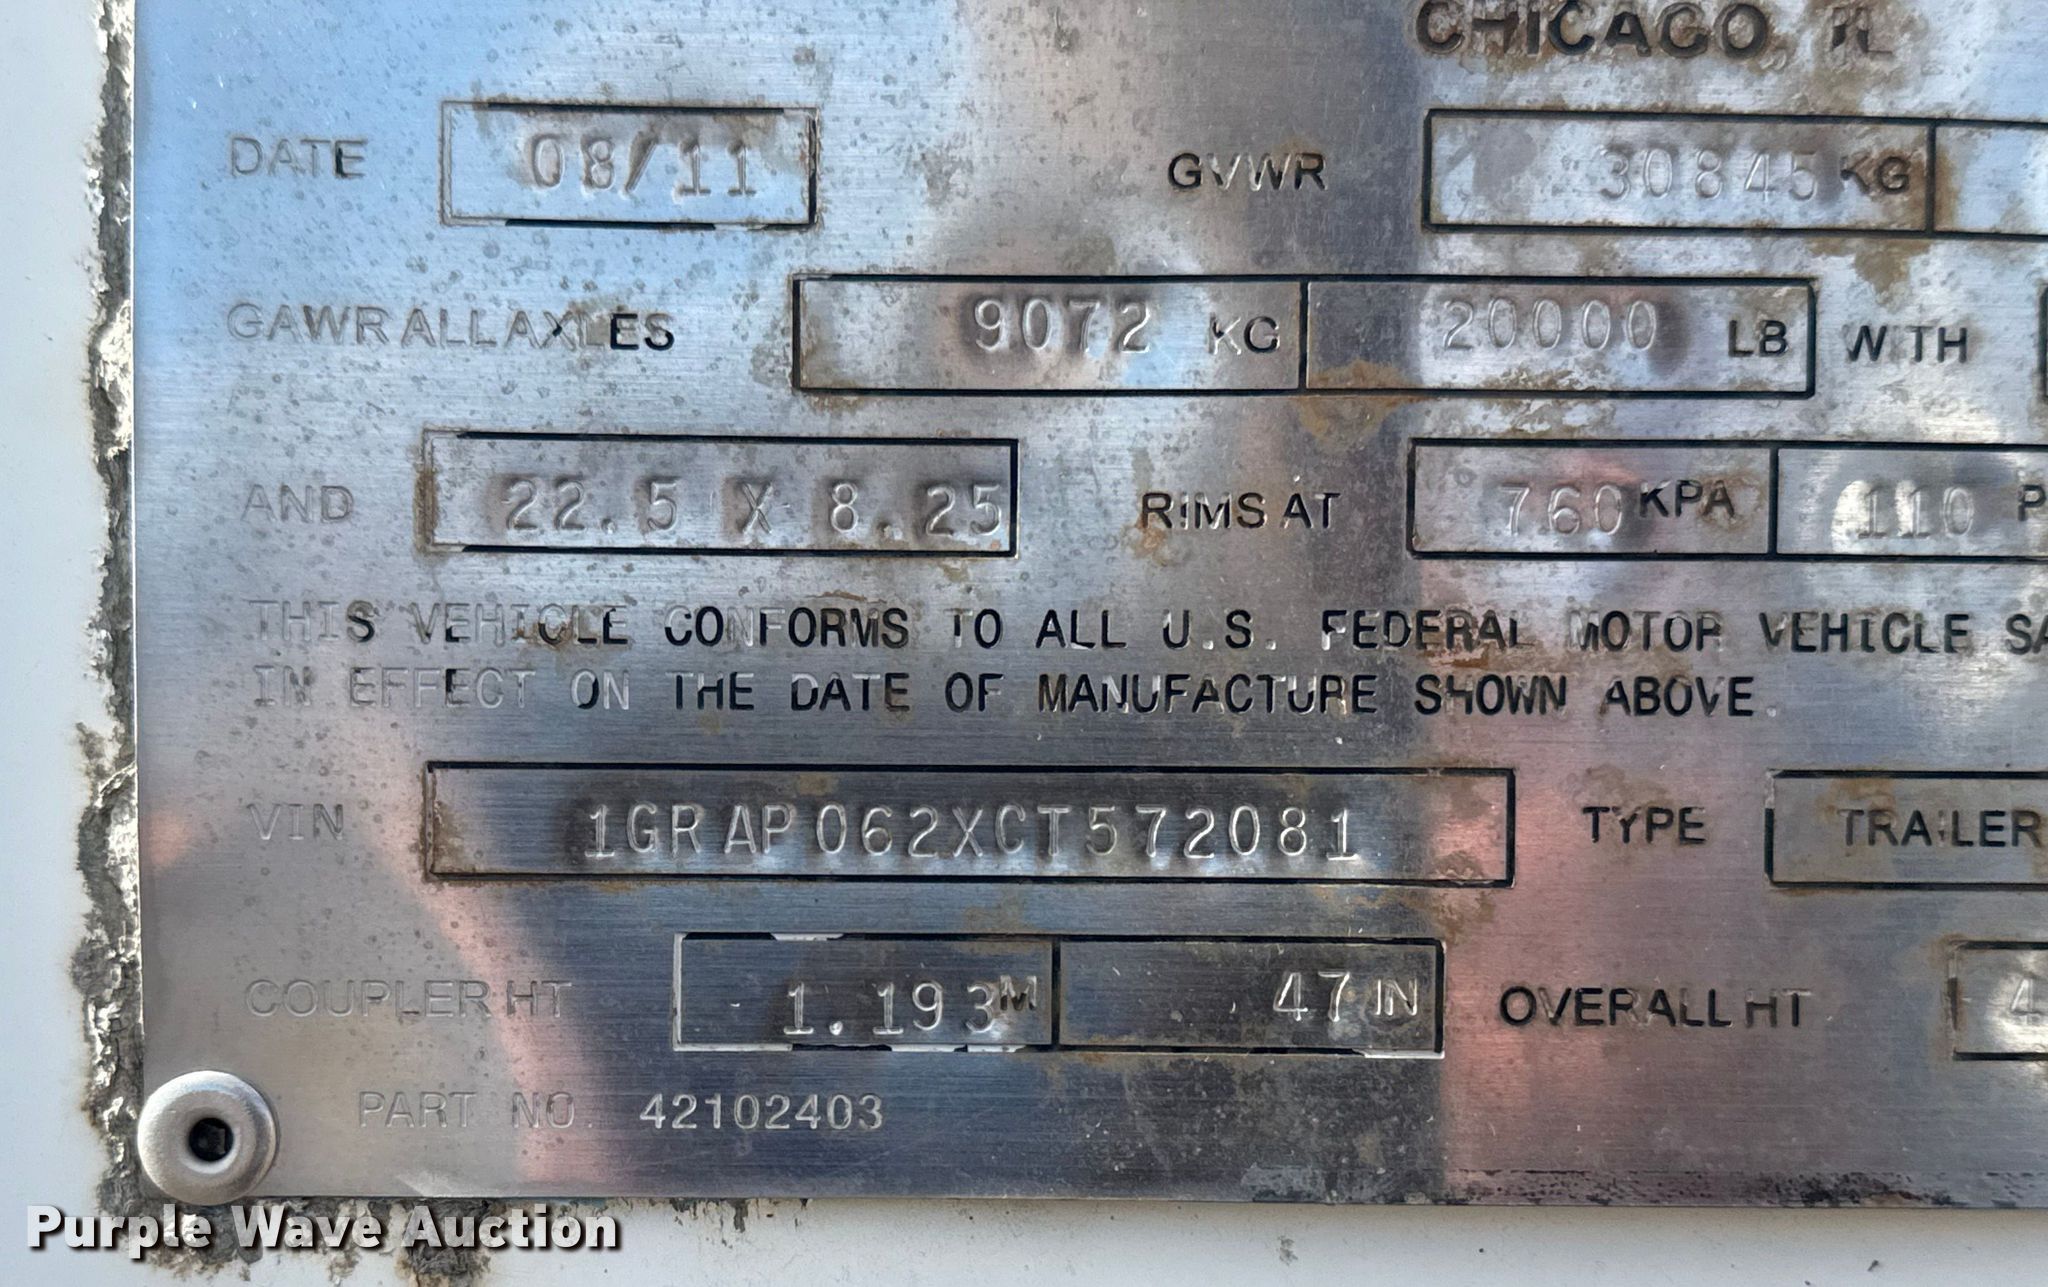 CHICAGO, IL
DATE 08/11 GVWR 30845 KG
GAWR ALL AXLES 9072 KG 20000 LB WITH
AND 22.5 X 8.25 RIMS AT 760 KPA 110 P
THIS VEHICLE CONFORMS TO ALL U.S. FEDERAL MOTOR VEHICLE SA
IN EFFECT ON THE DATE OF MANUFACTURE SHOWN ABOVE.
VIN 1GRAP062XCT572081 TYPE TRAILER
COUPLER HT 1.193 M 47 IN OVERALL HT 4
PART NO. 42102403
Purple Wave Auction